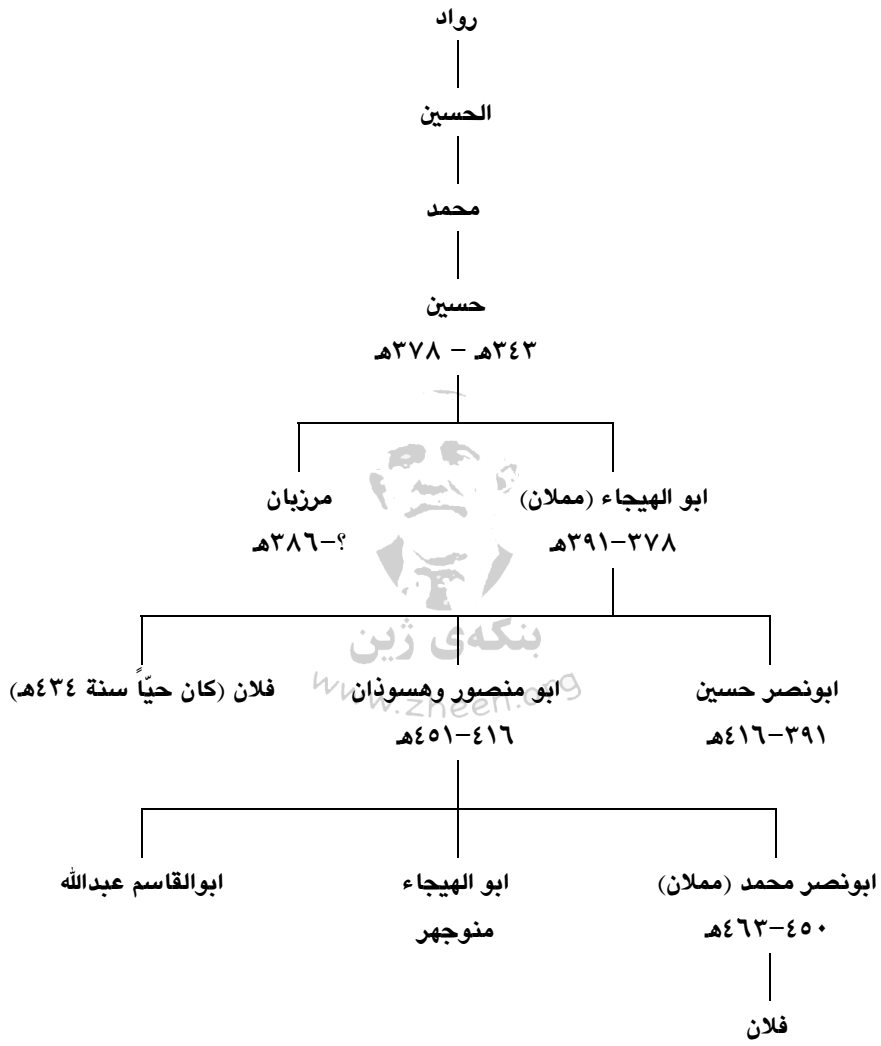 رواد
الحسين
محمد
حسين
٣٤٣هـ – ٣٧٨هـ
ابو الهيجاء (مملان)
مرزبان
٣٧٨–٣٩١هـ
؟–٣٨٦هـ
بنکەی ژین
www.zheen.org
ابونصر حسين
ابو منصور وهسوذان
فلان (كان حيّاً سنة ٤٣٤هـ)
٣٩١–٤١٦هـ
٤١٦–٤٥١هـ
ابونصر محمد (مملان)
ابو الهيجاء
ابوالقاسم عبدالله
٤٥٠–٤٦٣هـ
منوجهر
فلان